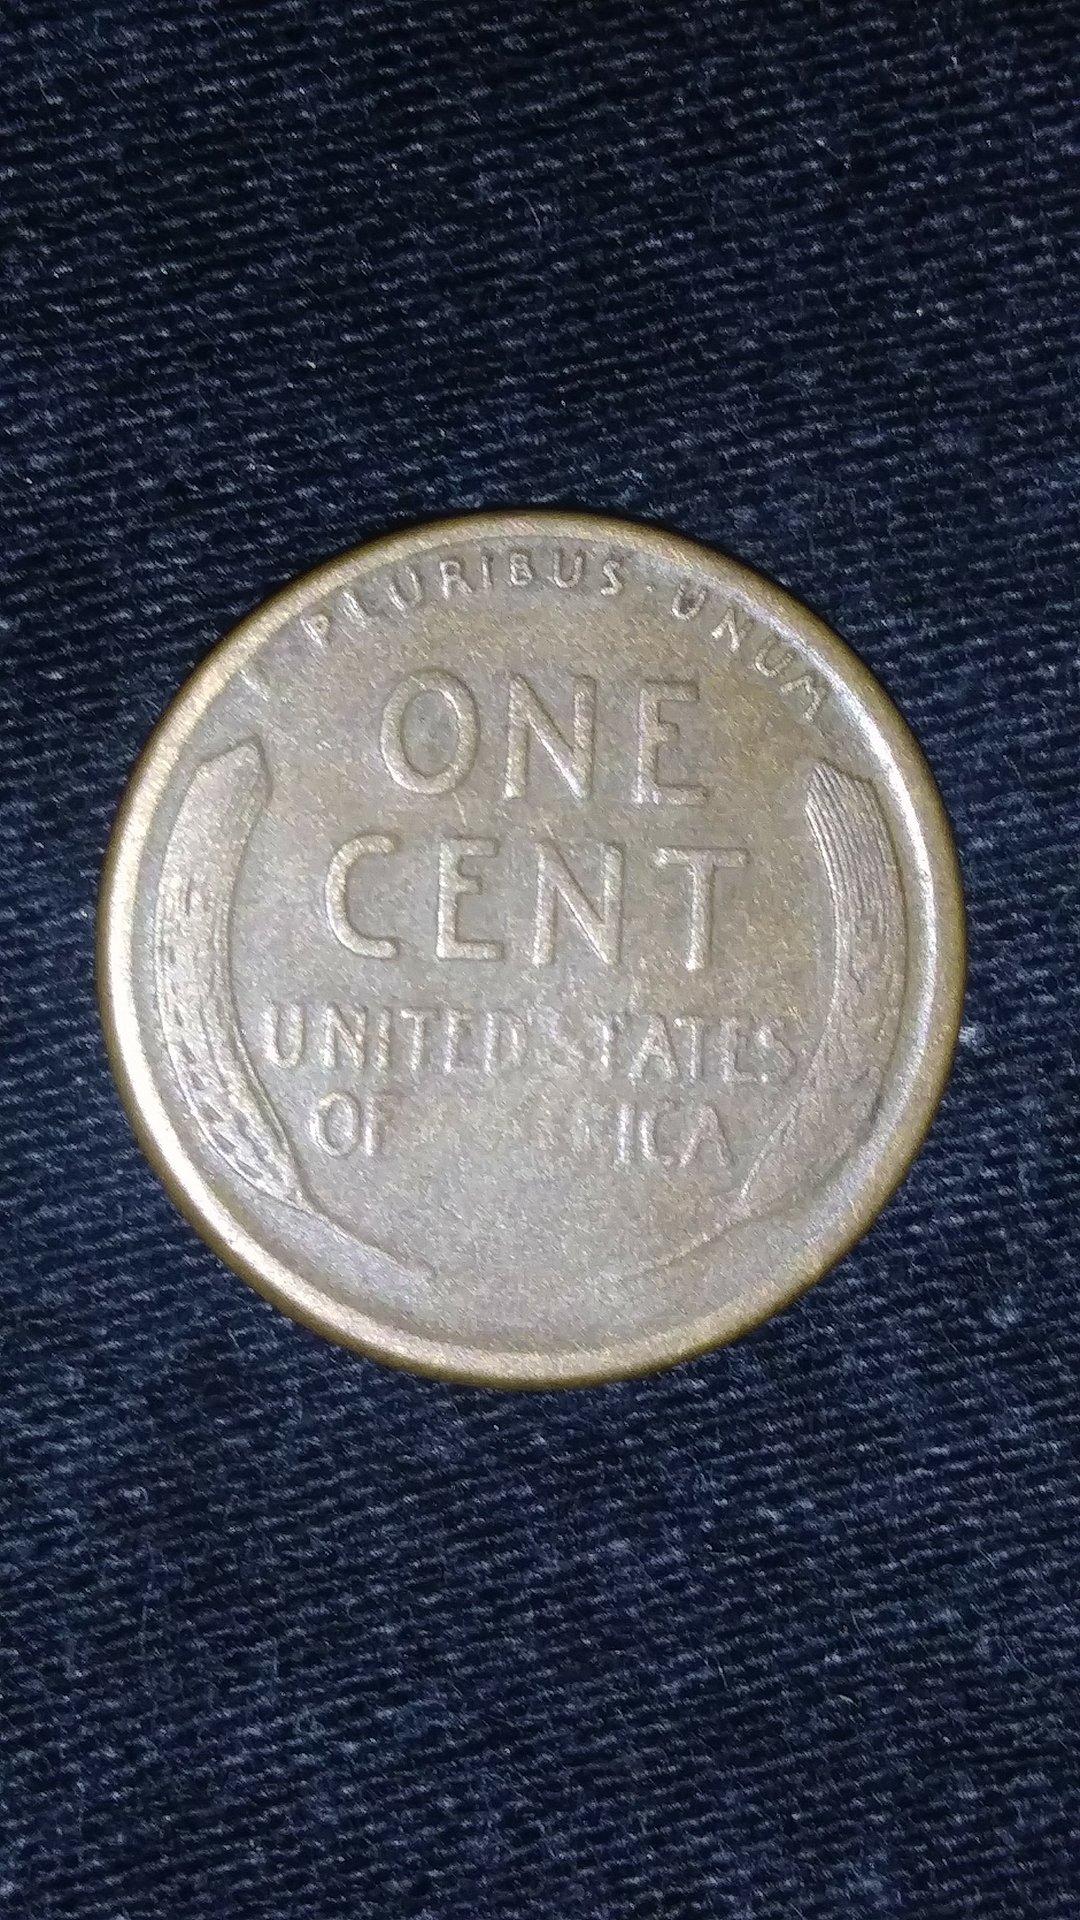 PLURIBUS · UNUM
ONE
CENT
UNITED STATES
OF ICA